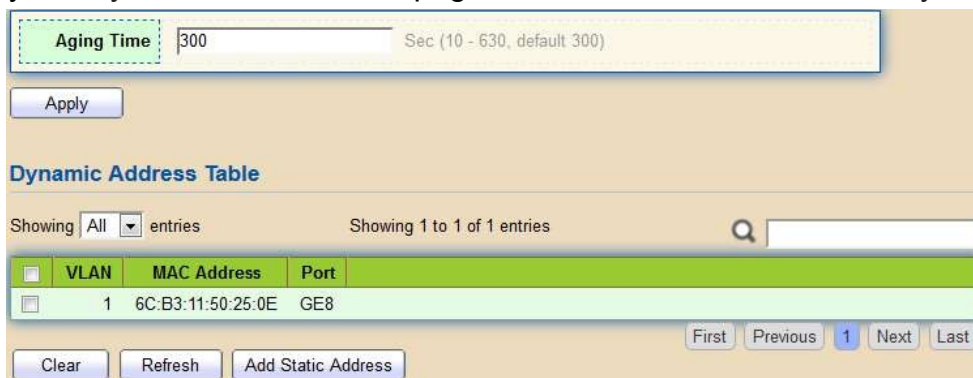 Aging Time 300 Sec (10 - 630, default 300)
Apply
Dynamic Address Table
Showing All entries Showing 1 to 1 of 1 entries
VLAN MAC Address Port
1 6C:B3:11:50:25:0E GE8
First Previous 1 Next Last
Clear Refresh Add Static Address